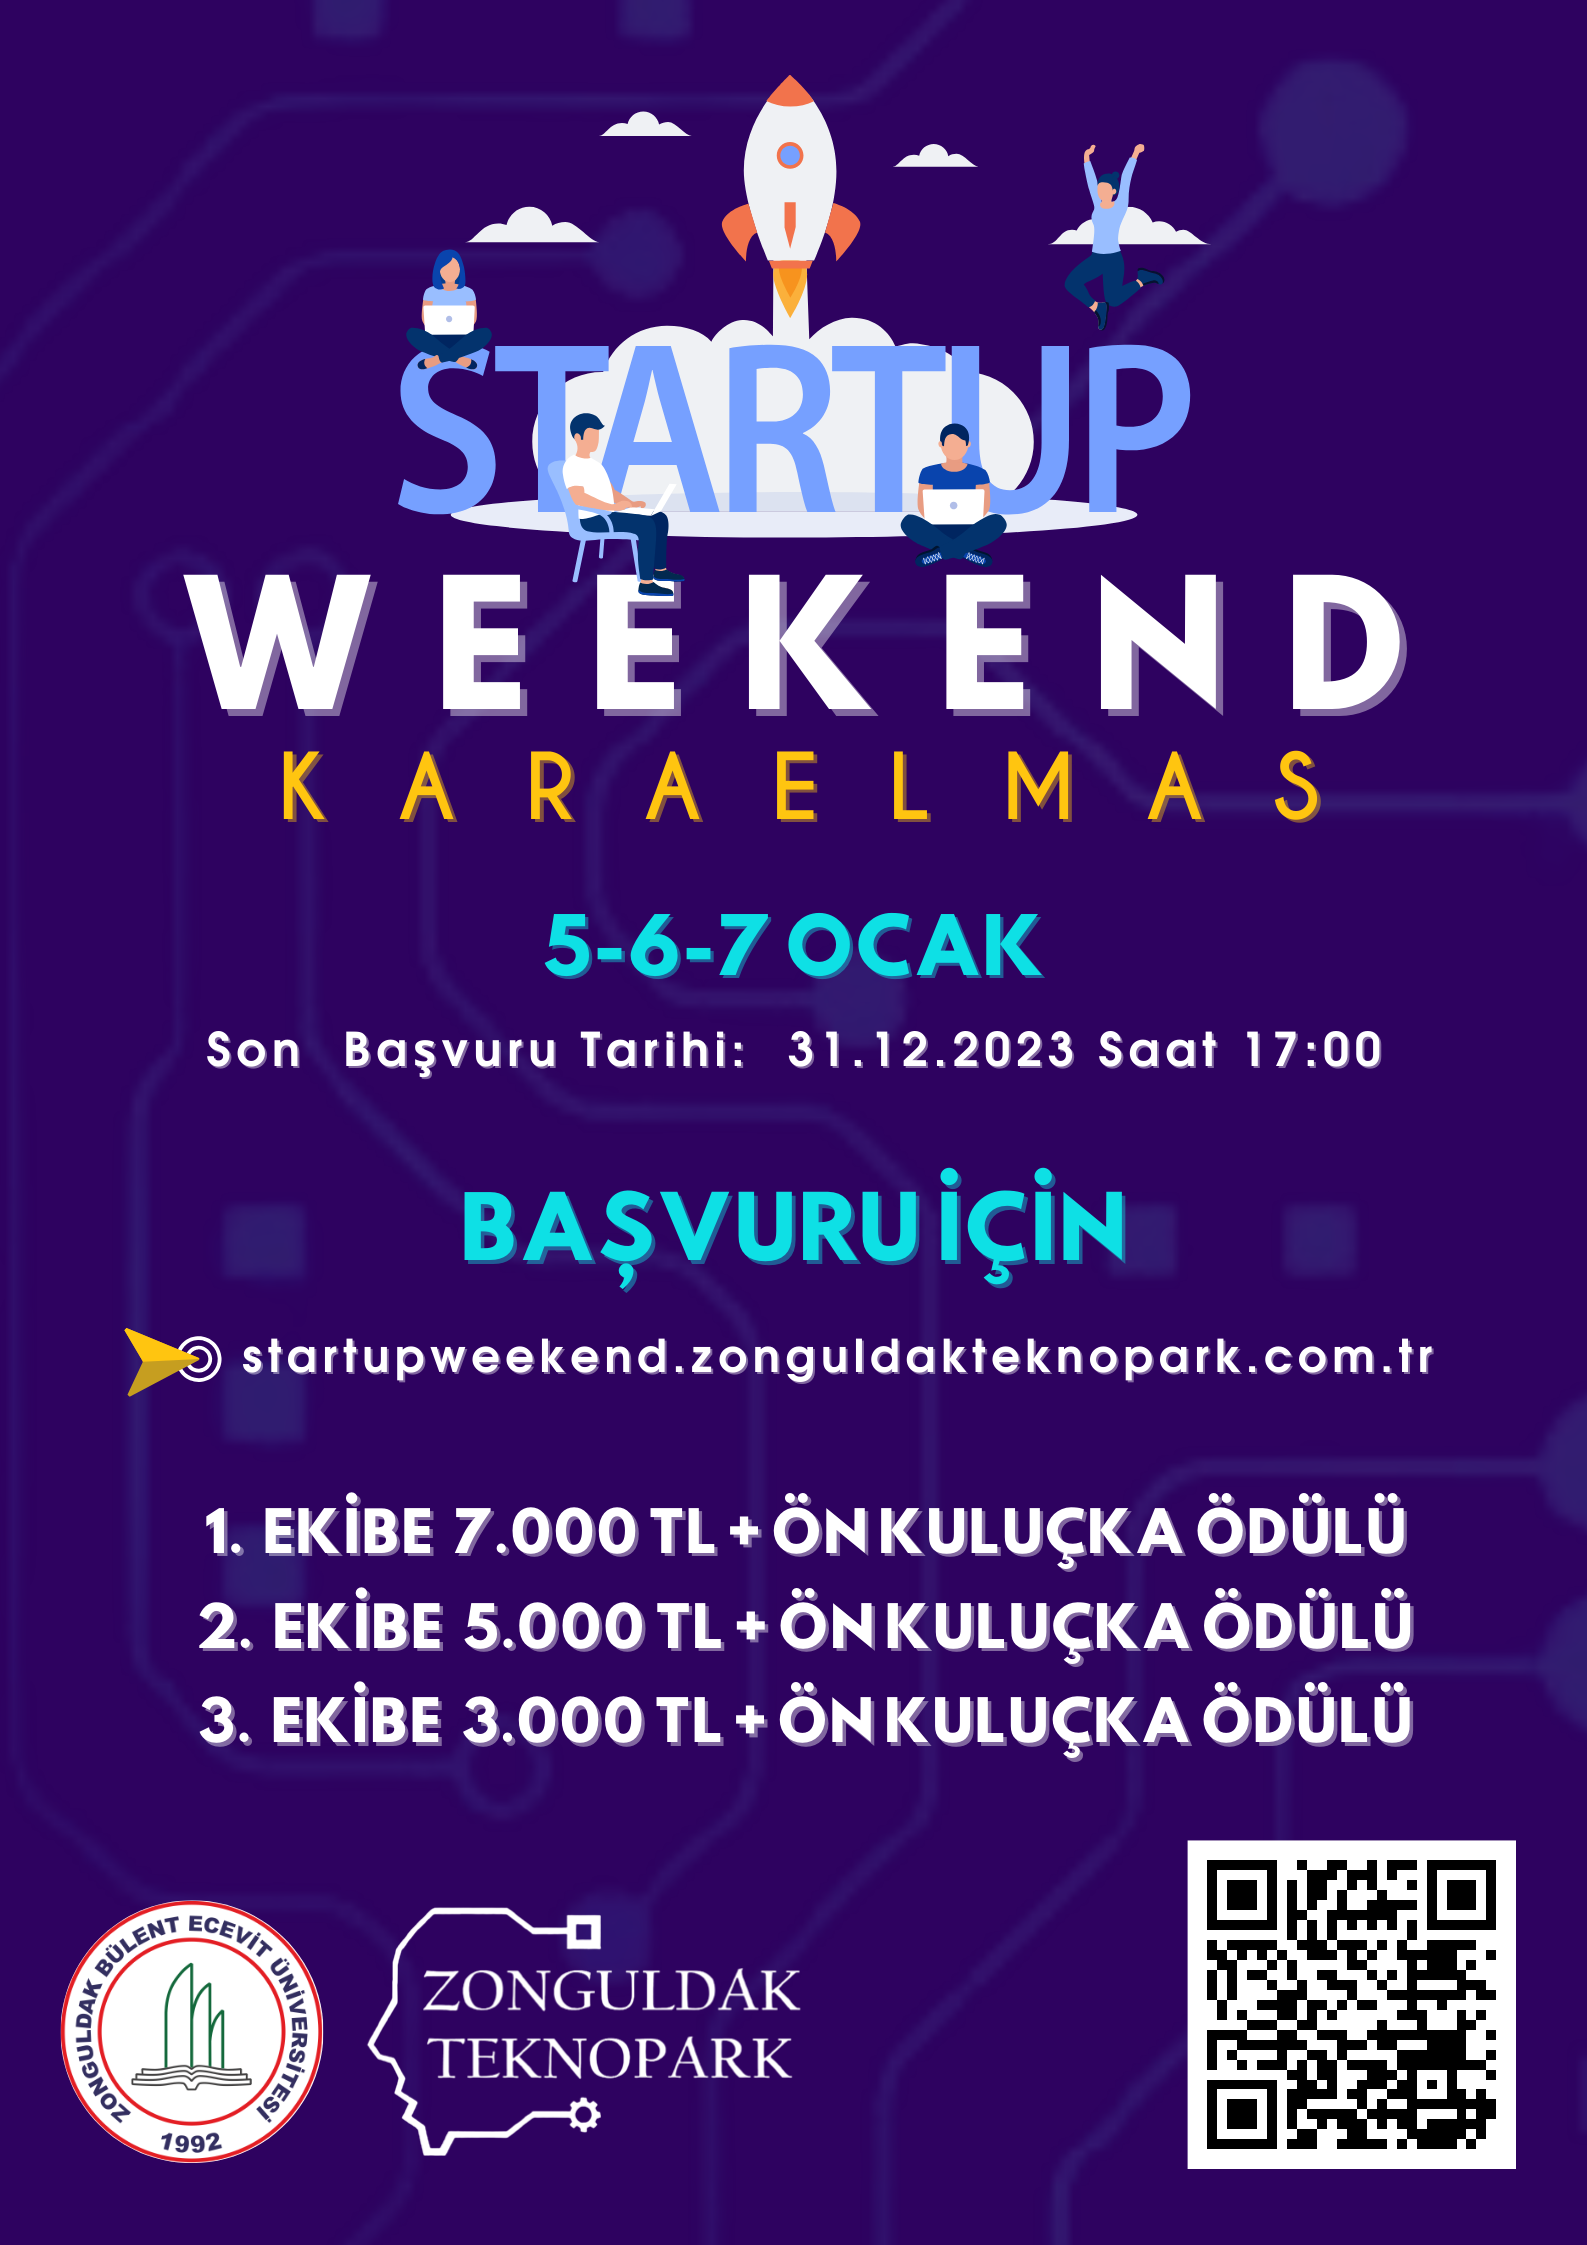 STARTUP
WEEKEND
KARAELMAS
5-6-7 OCAK
Son Başvuru Tarihi: 31.12.2023 Saat 17:00
BAŞVURU İÇİN
startupweekend.zonguldakteknopark.com.tr
1. EKİBE 7.000 TL + ÖN KULUÇKA ÖDÜLÜ
2. EKİBE 5.000 TL + ÖN KULUÇKA ÖDÜLÜ
3. EKİBE 3.000 TL + ÖN KULUÇKA ÖDÜLÜ
ZONGULDAK BÜLENT ECEVİT ÜNİVERSİTESİ
1992
ZONGULDAK
TEKNOPARK